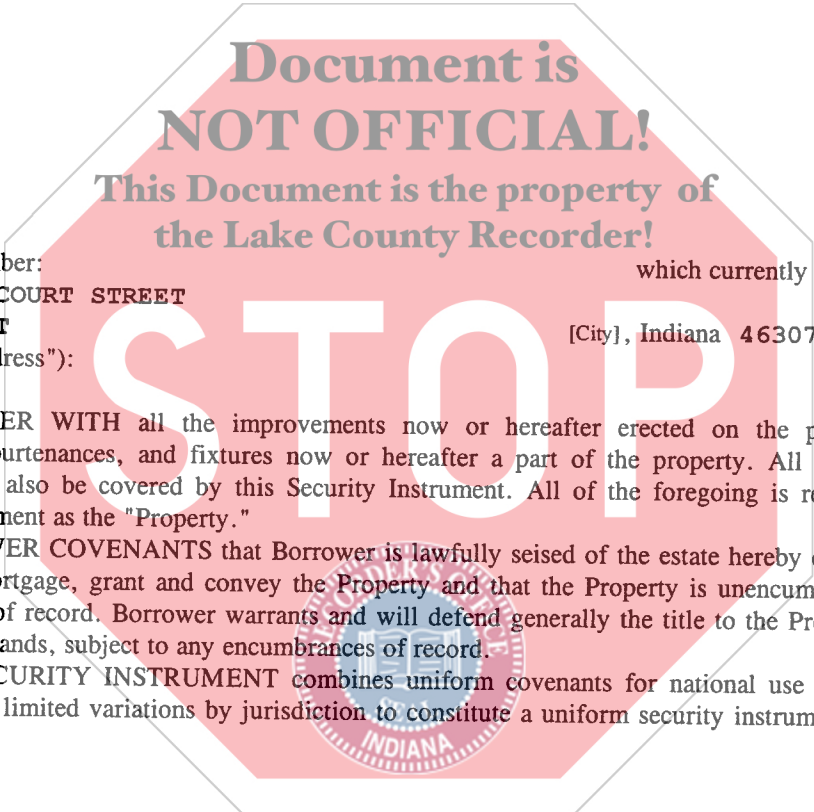 Document is
NOT OFFICIAL!
This Document is the property of
the Lake County Recorder!
ber:
which currently
COURT STREET
T
[City], Indiana 46307
ress"):
STOP
ER WITH all the improvements now or hereafter erected on the p
urtenances, and fixtures now or hereafter a part of the property. All
also be covered by this Security Instrument. All of the foregoing is re
ment as the "Property."
ER COVENANTS that Borrower is lawfully seised of the estate hereby
rtgage, grant and convey the Property and that the Property is unencum
of record. Borrower warrants and will defend generally the title to the Pr
ands, subject to any encumbrances of record.
CURITY INSTRUMENT combines uniform covenants for national use
limited variations by jurisdiction to constitute a uniform security instrum
RECORDER'S OFFICE
SEAL
INDIANA